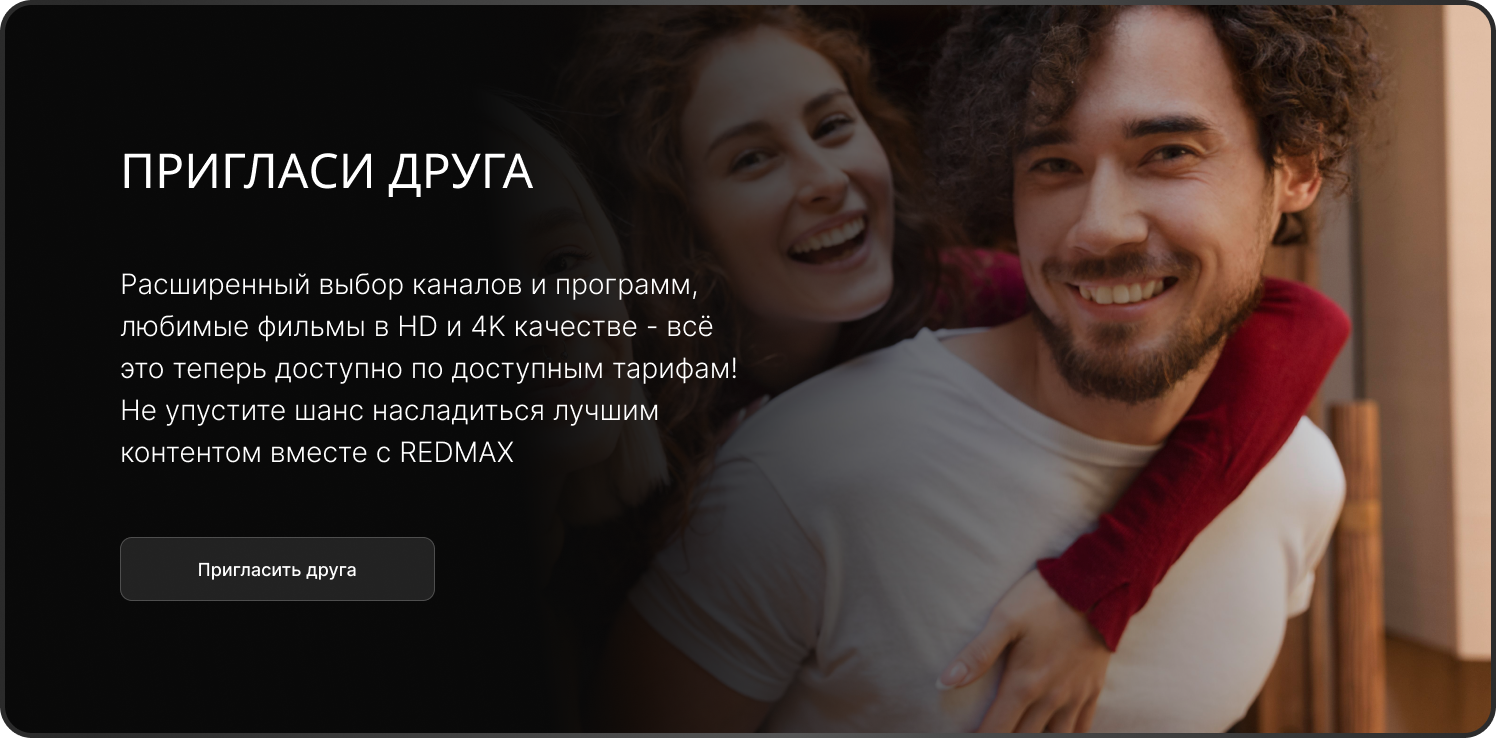 ПРИГЛАСИ ДРУГА
Расширенный выбор каналов и программ,
любимые фильмы в HD и 4K качестве - всё
это теперь доступно по доступным тарифам!
Не упустите шанс насладиться лучшим
контентом вместе с REDMAX
Пригласить друга